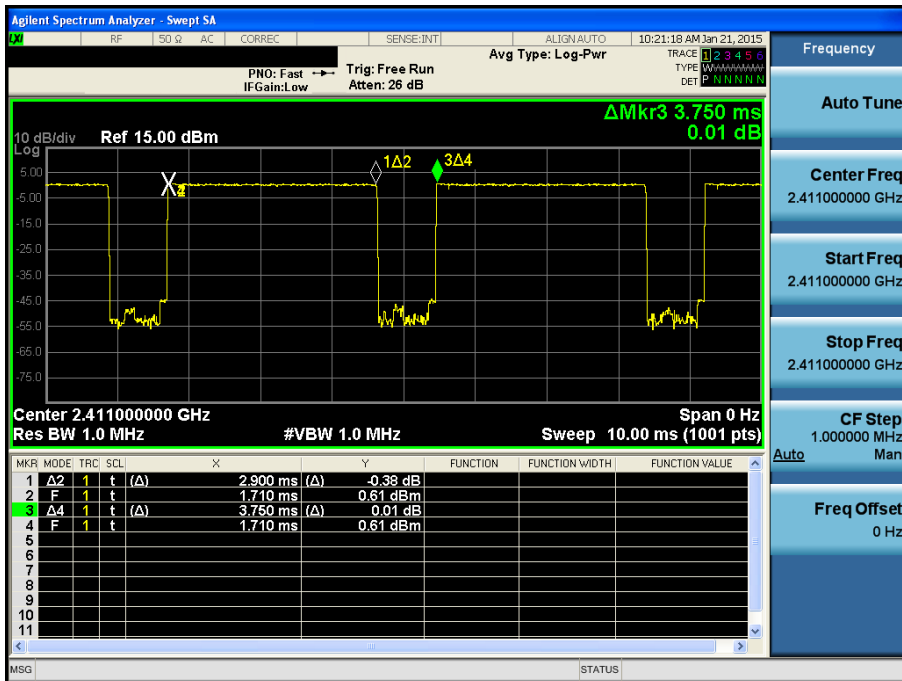 Agilent Spectrum Analyzer - Swept SA
LXI RF 50 Ω AC CORREC SENSE:INT ALIGN AUTO 10:21:18 AM Jan 21, 2015
Frequency
PNO: Fast
IFGain:Low
Trig: Free Run
Atten: 26 dB
Avg Type: Log-Pwr
TRACE 1 2 3 4 5 6
TYPE WWWWWW
DET P N N N N N
Auto Tune
ΔMkr3 3.750 ms
0.01 dB
10 dB/div Ref 15.00 dBm
Log
1Δ2
3Δ4
2
5.00
-5.00
-15.0
-25.0
-35.0
-45.0
-55.0
-65.0
-75.0
Center Freq
2.411000000 GHz
Start Freq
2.411000000 GHz
Stop Freq
2.411000000 GHz
CF Step
1.000000 MHz
Auto Man
Freq Offset
0 Hz
Center 2.411000000 GHz Span 0 Hz
Res BW 1.0 MHz #VBW 1.0 MHz Sweep 10.00 ms (1001 pts)
MKR MODE TRC SCL X Y FUNCTION FUNCTION WIDTH FUNCTION VALUE
1 Δ2 1 t (Δ) 2.900 ms (Δ) -0.38 dB
2 F 1 t 1.710 ms 0.61 dBm
3 Δ4 1 t (Δ) 3.750 ms (Δ) 0.01 dB
4 F 1 t 1.710 ms 0.61 dBm
5
6
7
8
9
10
11
MSG STATUS